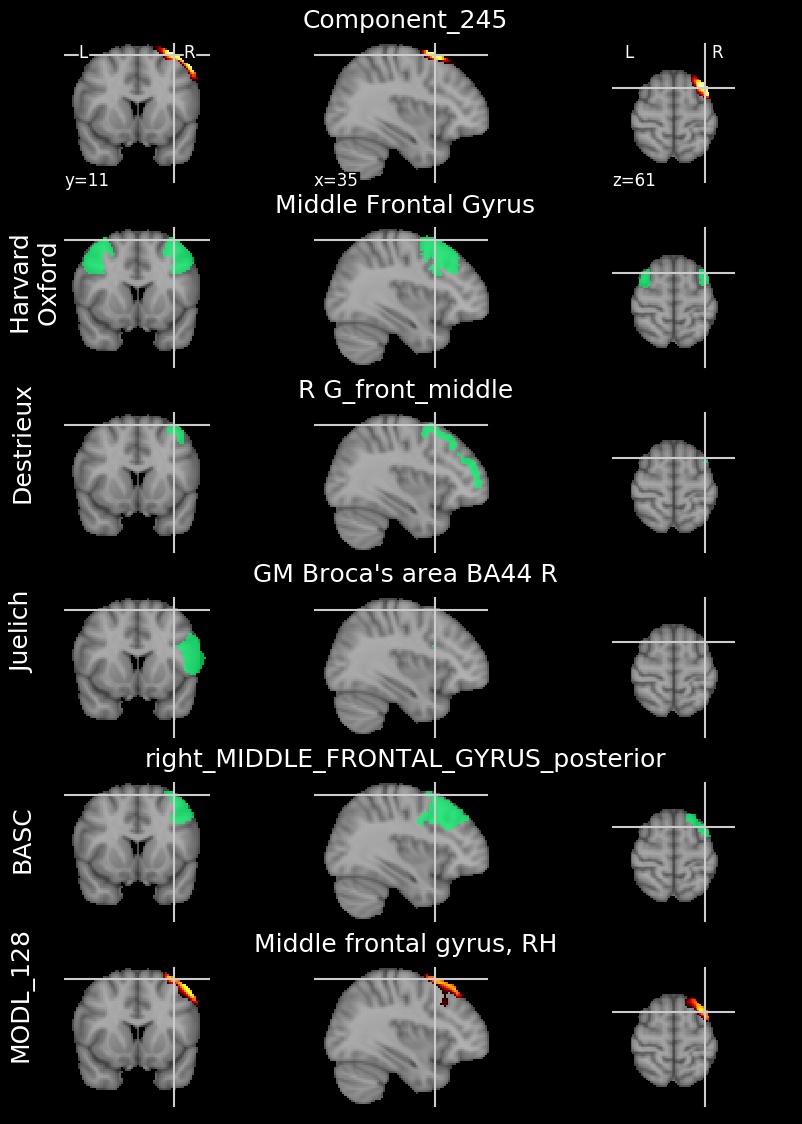 Component_245
L R
L R
y=11 x=35 z=61
Middle Frontal Gyrus
Harvard
Oxford
R G_front_middle
Destrieux
GM Broca's area BA44 R
Juelich
right_MIDDLE_FRONTAL_GYRUS_posterior
BASC
Middle frontal gyrus, RH
MODL_128